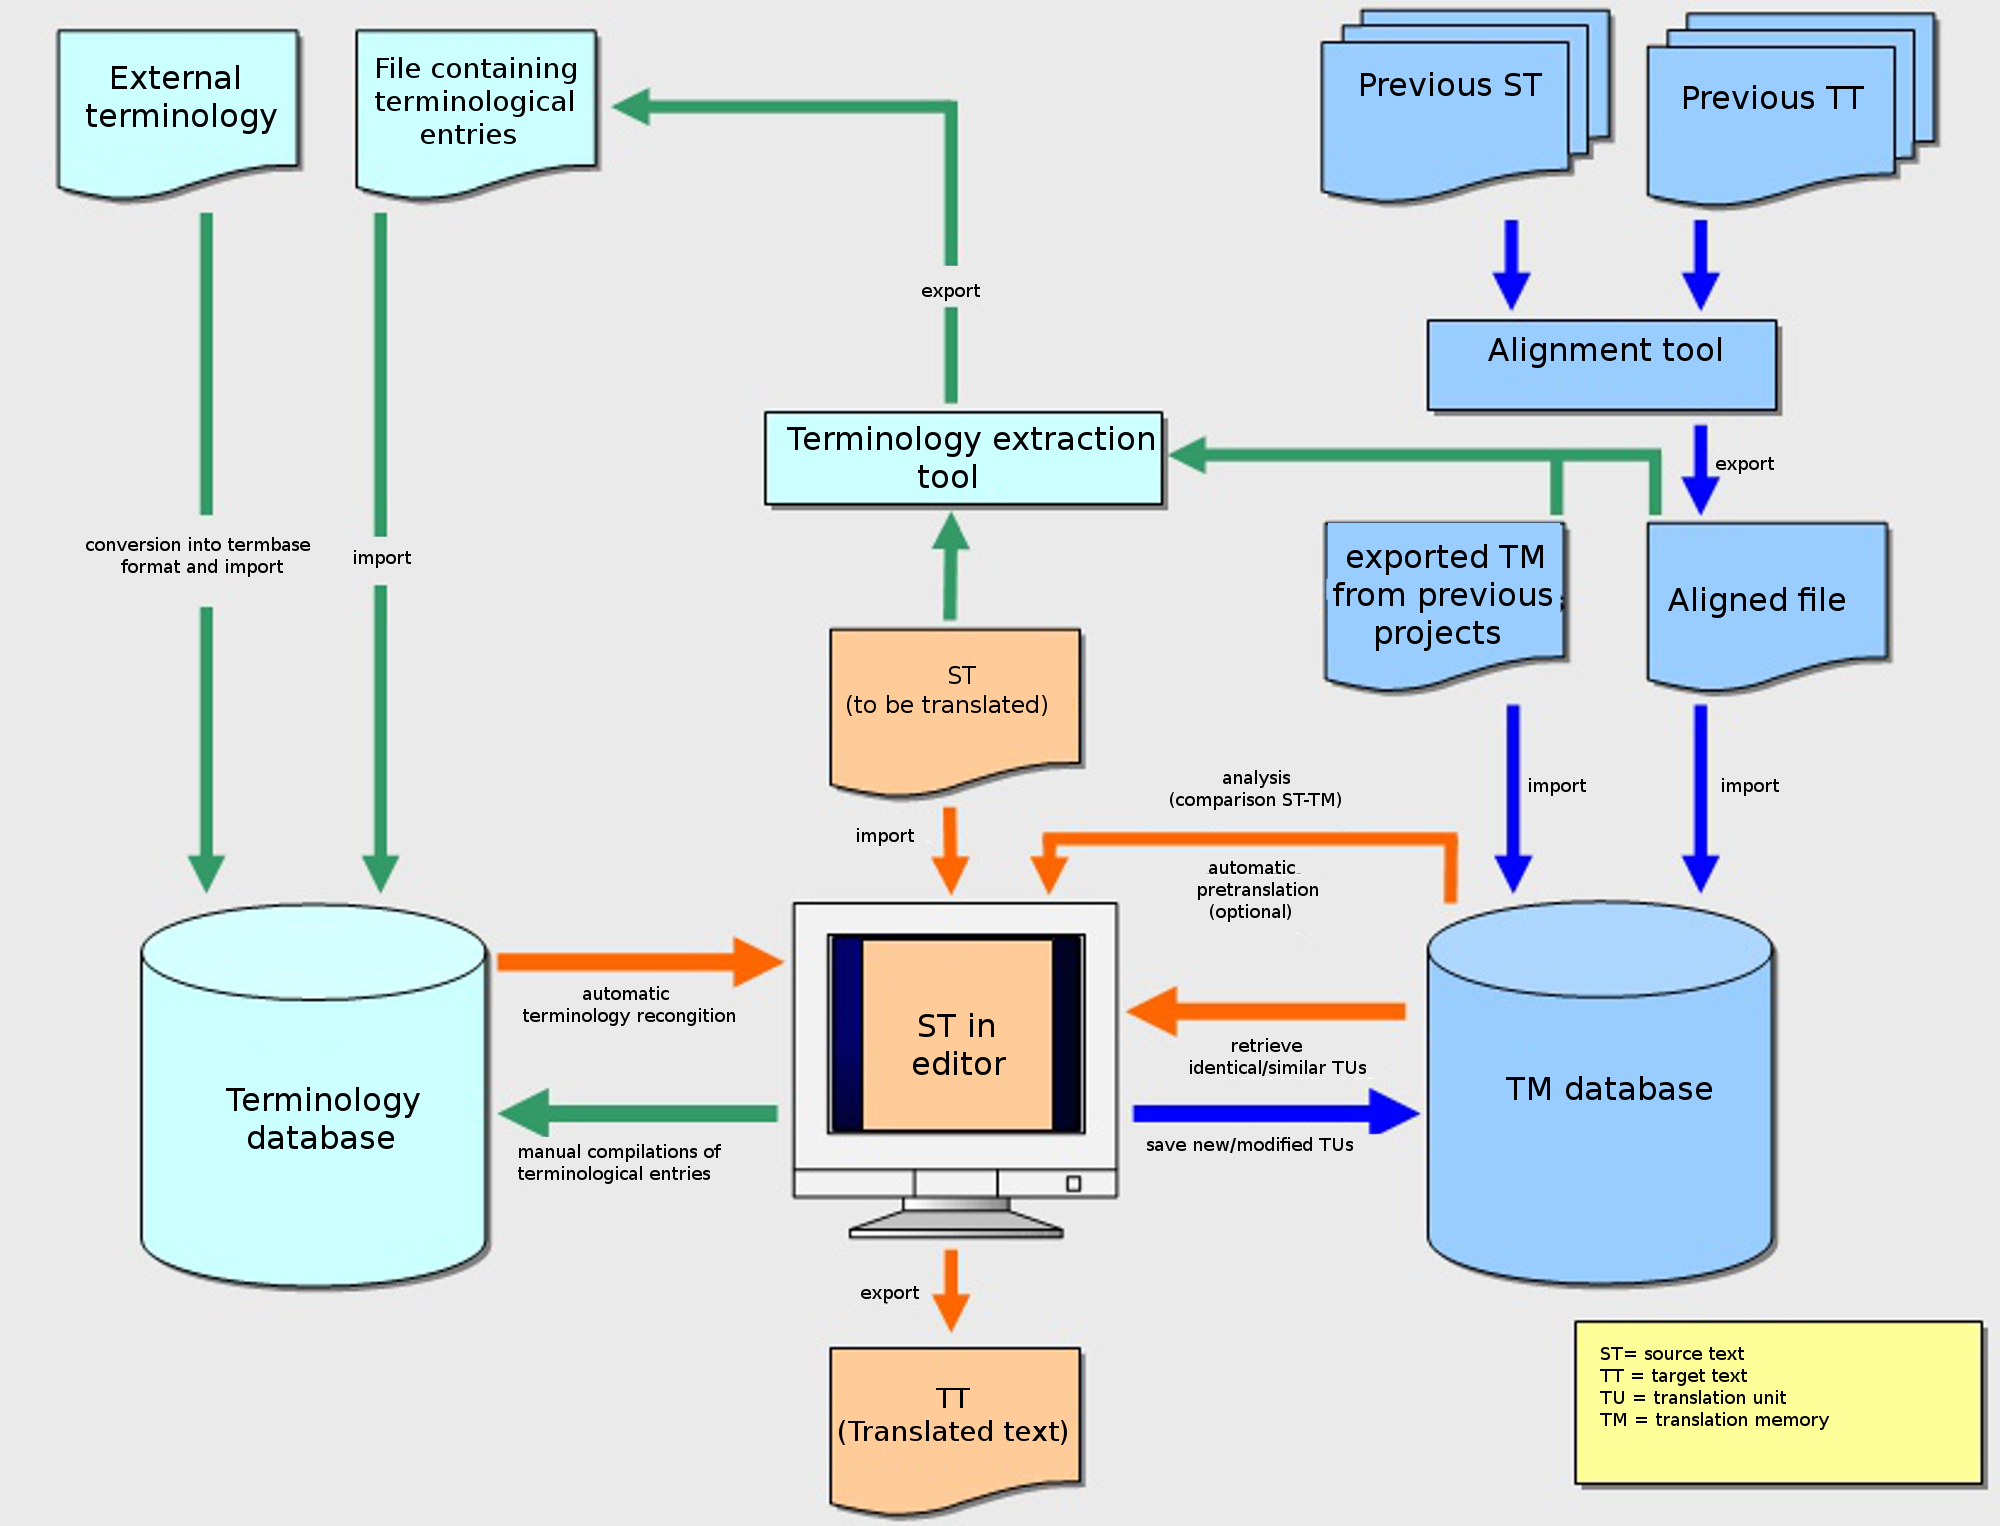 External
terminology
File containing
terminological
entries
Previous ST
Previous TT
export
Alignment tool
Terminology extraction
tool
export
conversion into termbase
format and import
import
exported TM
from previous
projects
Aligned file
ST
(to be translated)
import
analysis
(comparison ST-TM)
import
import
automatic
pretranslation
(optional)
automatic
terminology recongition
ST in
editor
retrieve
identical/similar TUs
Terminology
database
TM database
manual compilations of
terminological entries
save new/modified TUs
export
TT
(Translated text)
ST= source text
TT = target text
TU = translation unit
TM = translation memory